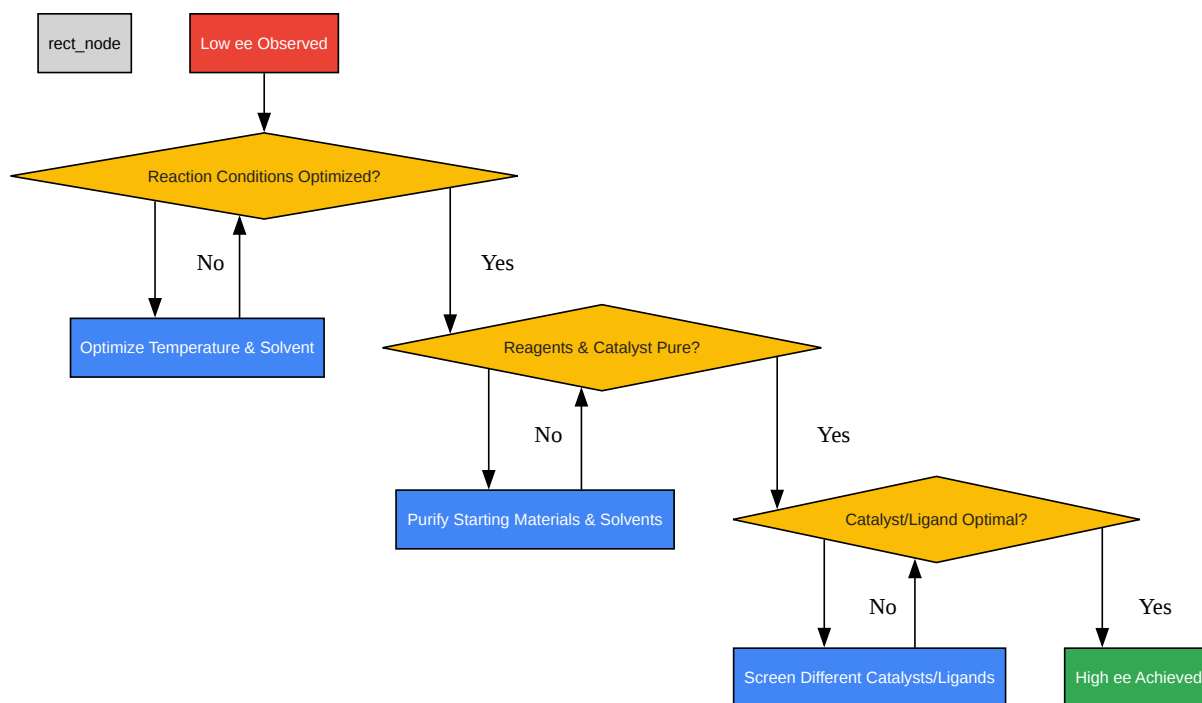 rect_node
Low ee Observed
Reaction Conditions Optimized?
No
Yes
Optimize Temperature & Solvent
Reagents & Catalyst Pure?
No
Yes
Purify Starting Materials & Solvents
Catalyst/Ligand Optimal?
No
Yes
Screen Different Catalysts/Ligands
High ee Achieved